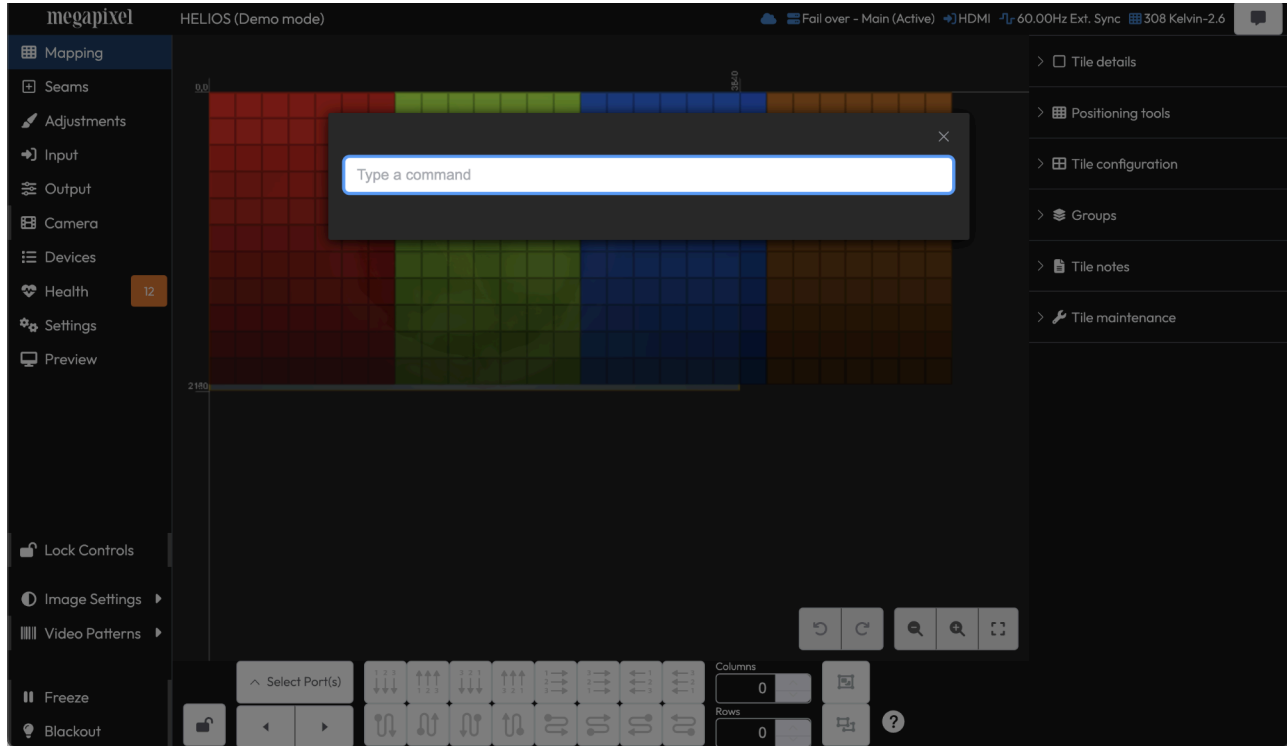 megapixel
HELIOS (Demo mode)
Fail over - Main (Active) HDMI 60.00Hz Ext. Sync 308 Kelvin-2.6
Mapping
Seams
Adjustments
Input
Output
Camera
Devices
Health 12
Settings
Preview
Lock Controls
Image Settings
Video Patterns
Freeze
Blackout
0,0
3840
2160
Type a command
Tile details
Positioning tools
Tile configuration
Groups
Tile notes
Tile maintenance
Select Port(s)
Columns
0
Rows
0